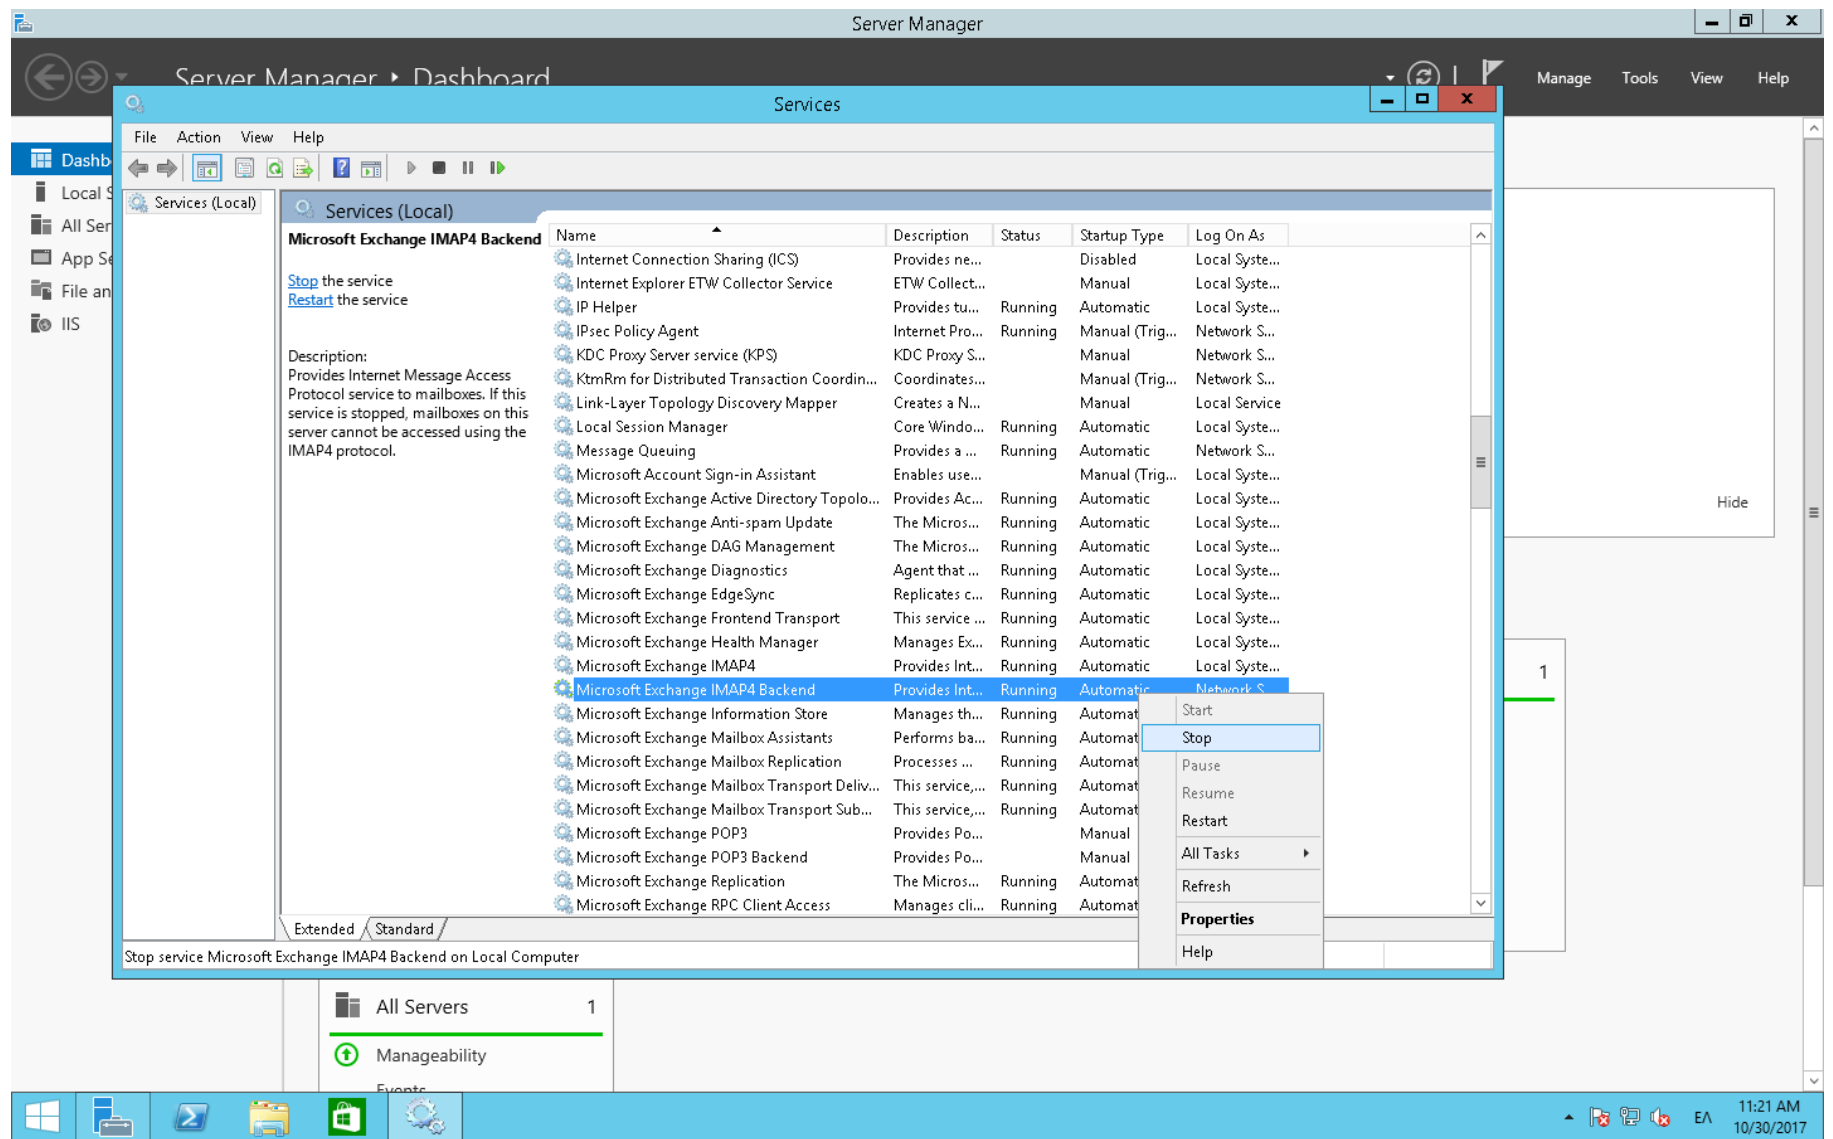 Server Manager
Server Manager • Dashboard
Manage Tools View Help
Services
File Action View Help
Dashb
Local S
All Ser
App Se
File an
IIS
Services (Local)
Services (Local)
Microsoft Exchange IMAP4 Backend
Stop the service
Restart the service
Description:
Provides Internet Message Access
Protocol service to mailboxes. If this
service is stopped, mailboxes on this
server cannot be accessed using the
IMAP4 protocol.
Name Description Status Startup Type Log On As
Internet Connection Sharing (ICS) Provides ne... Disabled Local Syste...
Internet Explorer ETW Collector Service ETW Collect... Manual Local Syste...
IP Helper Provides tu... Running Automatic Local Syste...
IPsec Policy Agent Internet Pro... Running Manual (Trig... Network S...
KDC Proxy Server service (KPS) KDC Proxy S... Manual Network S...
KtmRm for Distributed Transaction Coordin... Coordinates... Manual (Trig... Network S...
Link-Layer Topology Discovery Mapper Creates a N... Manual Local Service
Local Session Manager Core Windo... Running Automatic Local Syste...
Message Queuing Provides a ... Running Automatic Network S...
Microsoft Account Sign-in Assistant Enables use... Manual (Trig... Local Syste...
Microsoft Exchange Active Directory Topolo... Provides Ac... Running Automatic Local Syste...
Microsoft Exchange Anti-spam Update The Micros... Running Automatic Local Syste...
Microsoft Exchange DAG Management The Micros... Running Automatic Local Syste...
Microsoft Exchange Diagnostics Agent that ... Running Automatic Local Syste...
Microsoft Exchange EdgeSync Replicates c... Running Automatic Local Syste...
Microsoft Exchange Frontend Transport This service ... Running Automatic Local Syste...
Microsoft Exchange Health Manager Manages Ex... Running Automatic Local Syste...
Microsoft Exchange IMAP4 Provides Int... Running Automatic Local Syste...
Microsoft Exchange IMAP4 Backend Provides Int... Running Automatic Network S...
Microsoft Exchange Information Store Manages th... Running Automat
Microsoft Exchange Mailbox Assistants Performs ba... Running Automat
Microsoft Exchange Mailbox Replication Processes ... Running Automat
Microsoft Exchange Mailbox Transport Deliv... This service,... Running Automat
Microsoft Exchange Mailbox Transport Sub... This service,... Running Automat
Microsoft Exchange POP3 Provides Po... Manual
Microsoft Exchange POP3 Backend Provides Po... Manual
Microsoft Exchange Replication The Micros... Running Automat
Microsoft Exchange RPC Client Access Manages cli... Running Automat
Start
Stop
Pause
Resume
Restart
All Tasks
Refresh
Properties
Help
Extended Standard
Stop service Microsoft Exchange IMAP4 Backend on Local Computer
Hide
1
All Servers 1
Manageability
Events
ΕΛ
11:21 AM
10/30/2017